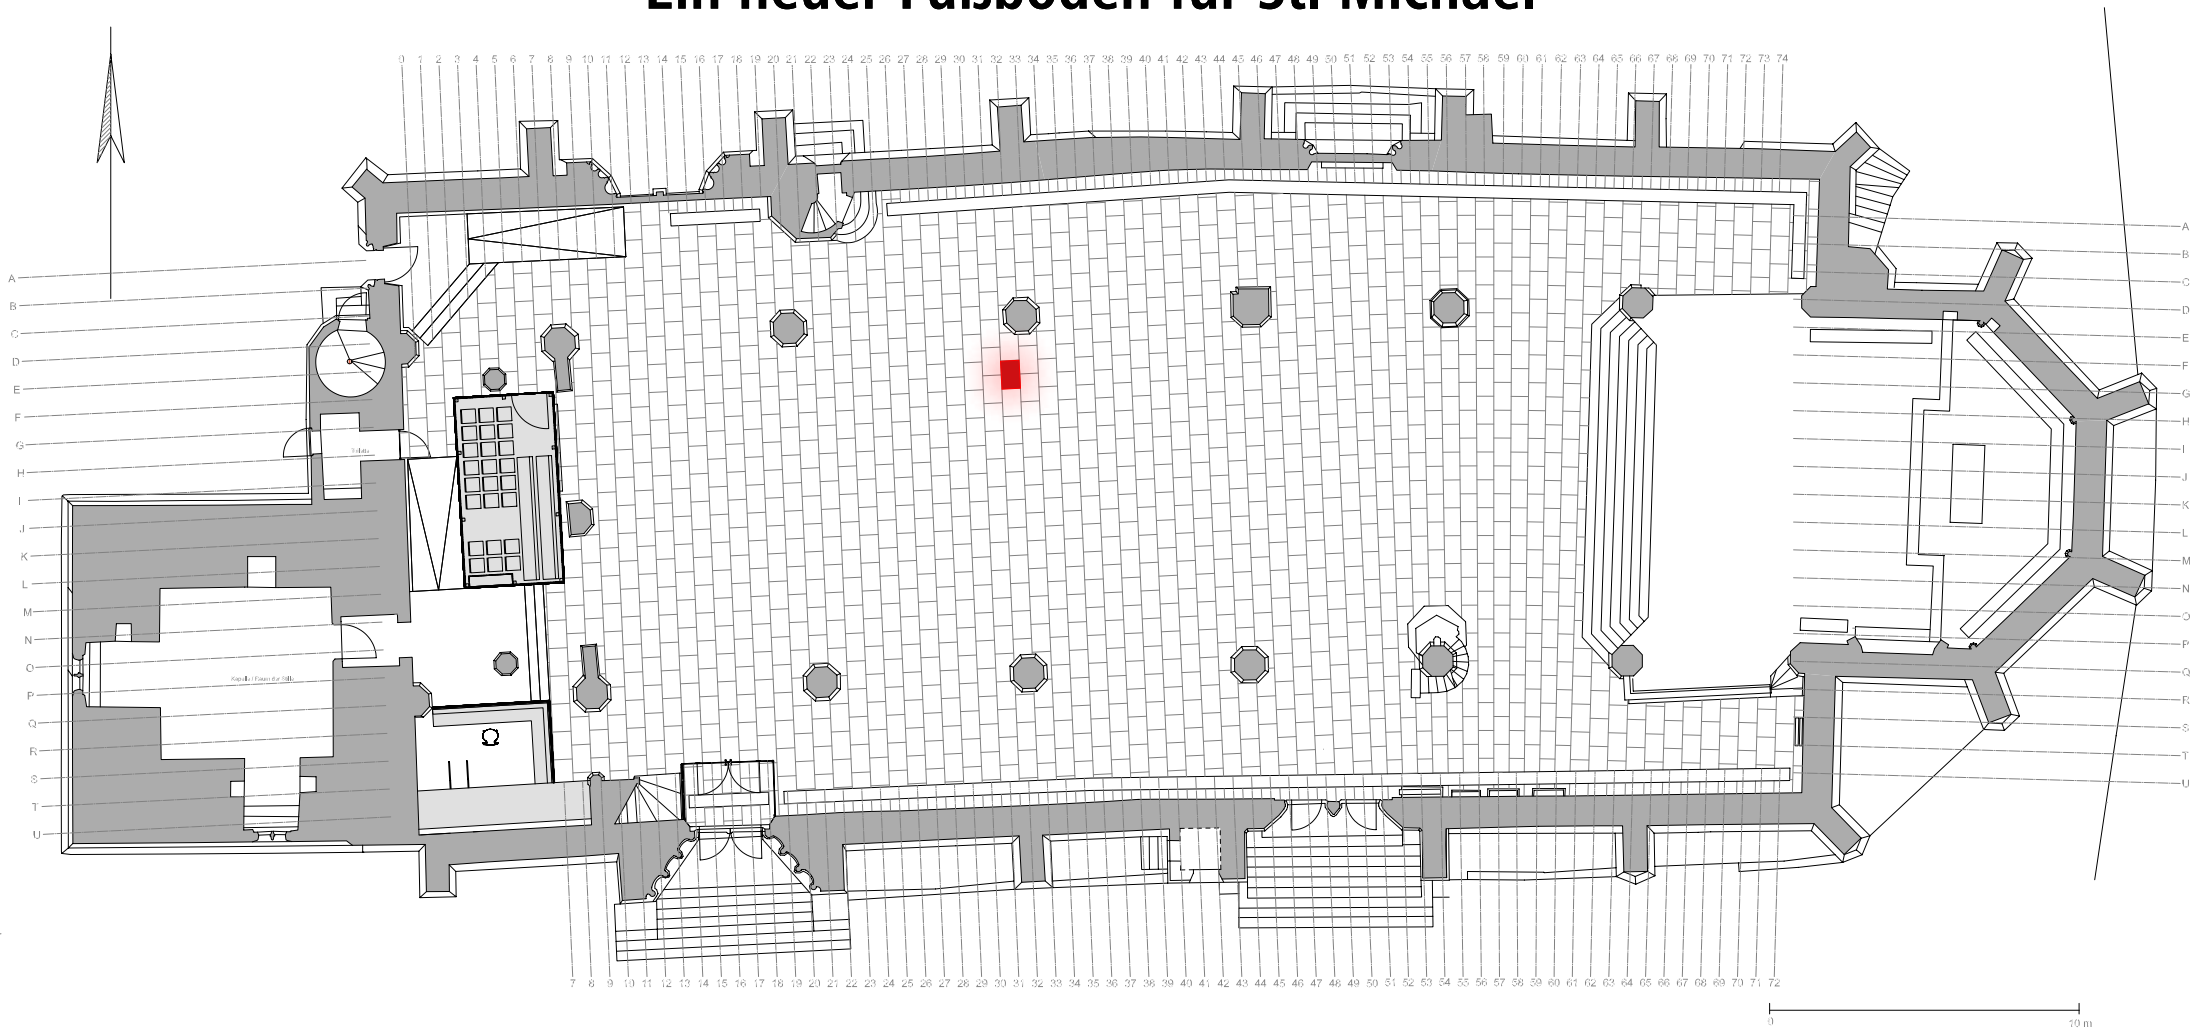 Ein neuer Fußboden für St. Michael
0 1 2 3 4 5 6 7 8 9 10 11 12 13 14 15 16 17 18 19 20 21 22 23 24 25 26 27 28 29 30 31 32 33 34 35 36 37 38 39 40 41 42 43 44 45 46 47 48 49 50 51 52 53 54 55 56 57 58 59 60 61 62 63 64 65 66 67 68 69 70 71 72 73 74
A A
B B
C C
D D
E E
F F
G G
H H
I I
J J
K K
L L
M M
N N
O O
P P
Q Q
R R
S S
T T
U U
7 8 9 10 11 12 13 14 15 16 17 18 19 20 21 22 23 24 25 26 27 28 29 30 31 32 33 34 35 36 37 38 39 40 41 42 43 44 45 46 47 48 49 50 51 52 53 54 55 56 57 58 59 60 61 62 63 64 65 66 67 68 69 70 71 72
0 10 m